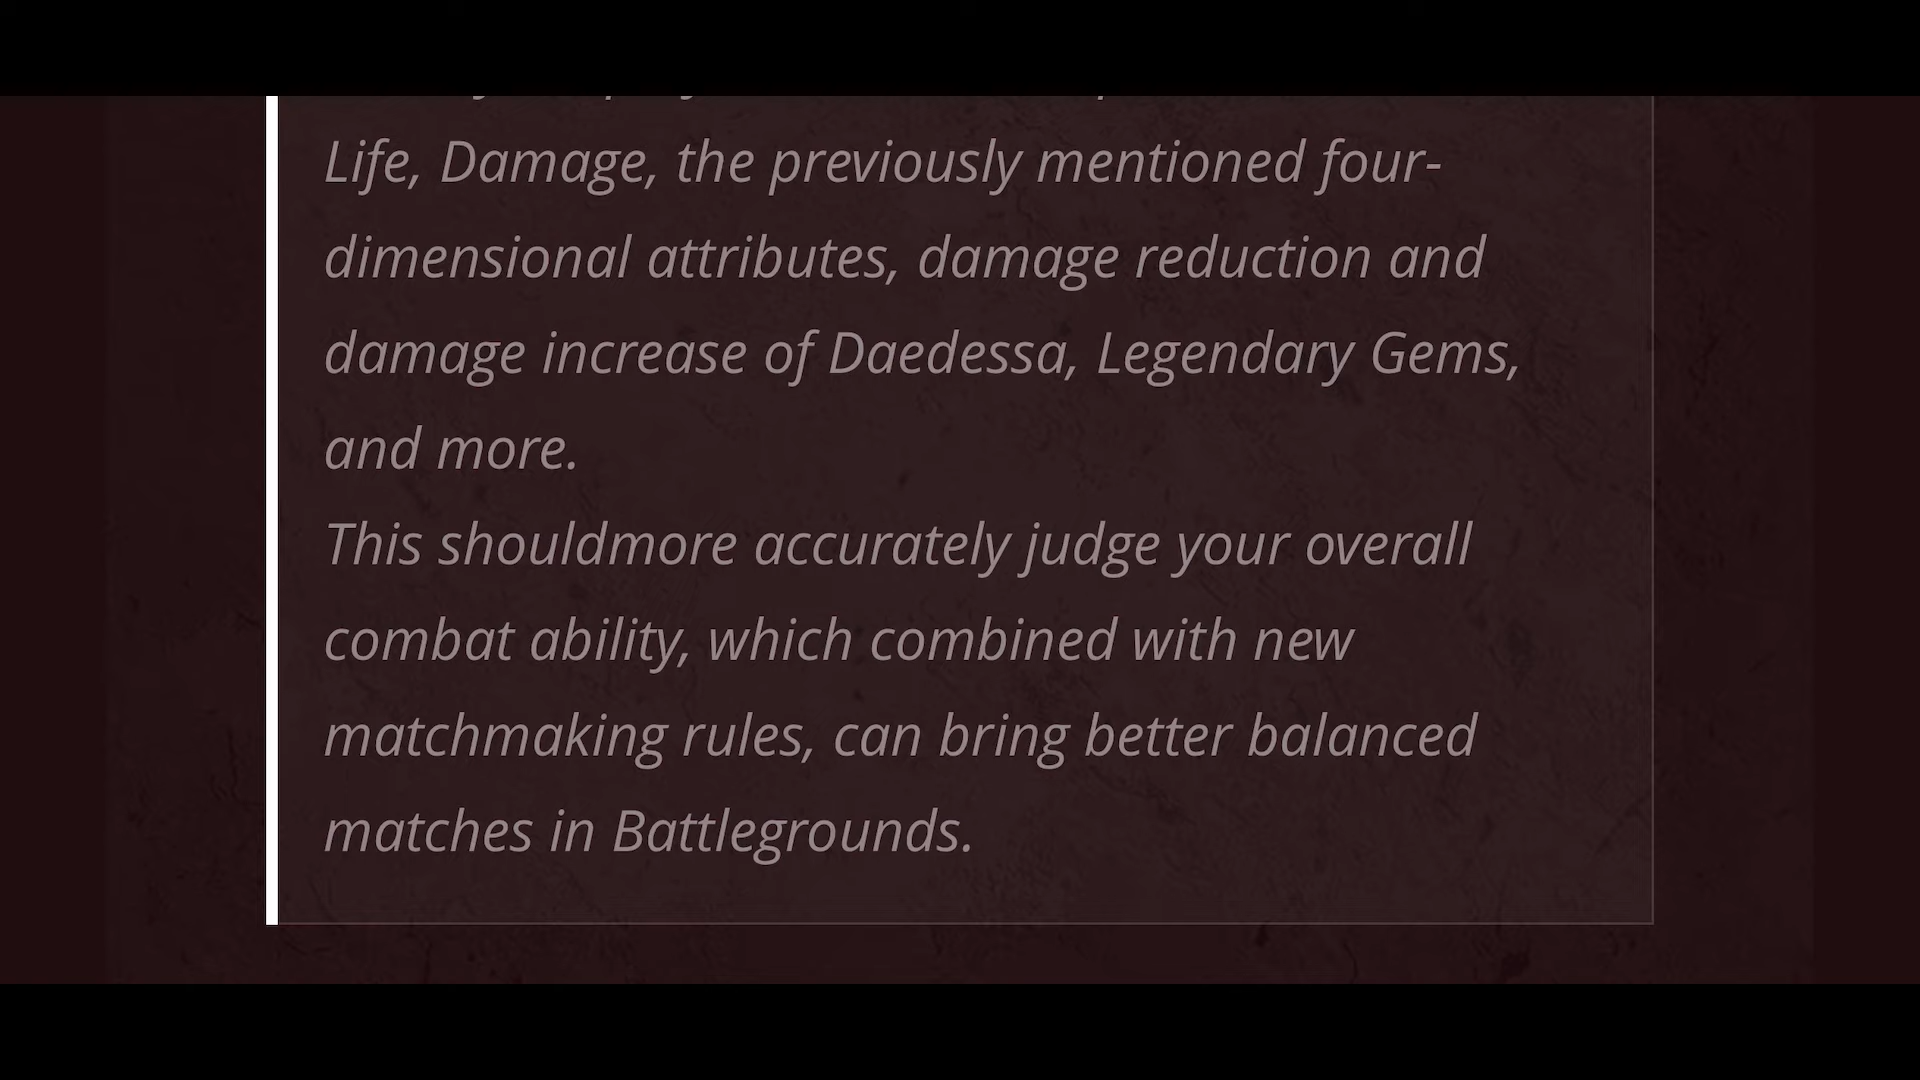 Life, Damage, the previously mentioned four-
dimensional attributes, damage reduction and
damage increase of Daedessa, Legendary Gems,
and more.
This shouldmore accurately judge your overall
combat ability, which combined with new
matchmaking rules, can bring better balanced
matches in Battlegrounds.